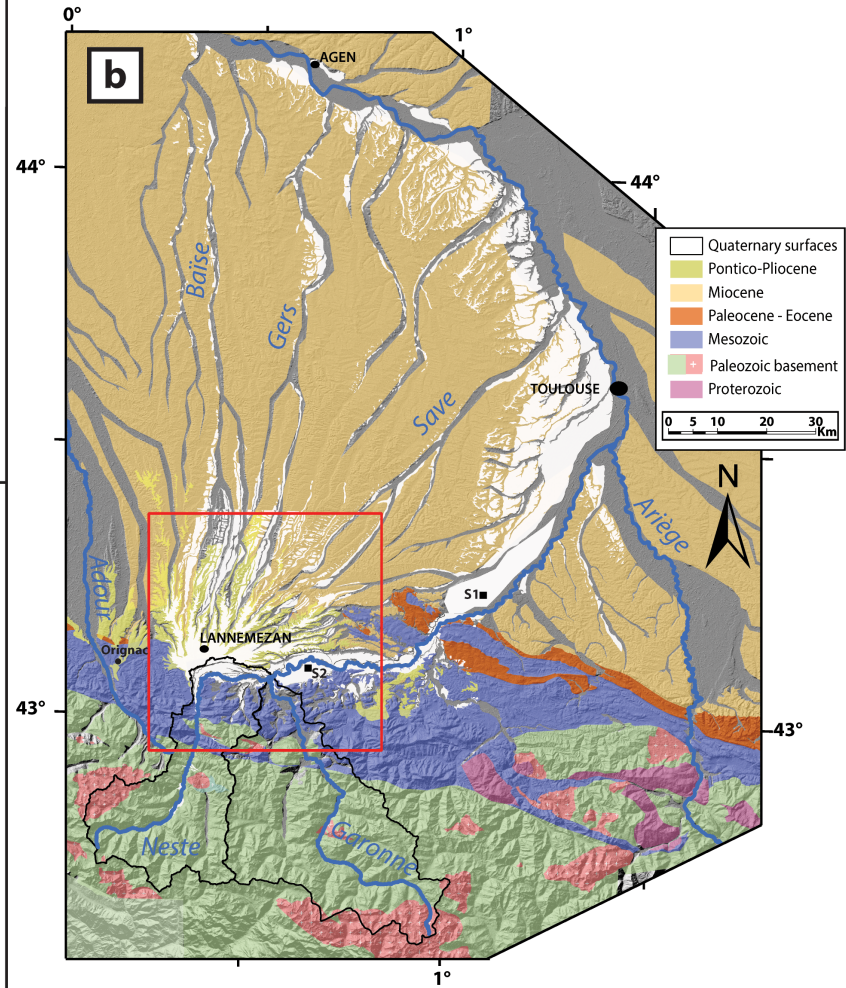 0°
b
1°
AGEN
44°
44°
Baïse
Gers
Save
Quaternary surfaces
Pontico-Pliocene
Miocene
Paleocene - Eocene
Mesozoic
+
Paleozoic basement
Proterozoic
0 5 10 20 30
Km
TOULOUSE
N
Ariège
Adour
S1
LANNEMEZAN
Orignac
S2
43°
43°
Neste
Garonne
1°